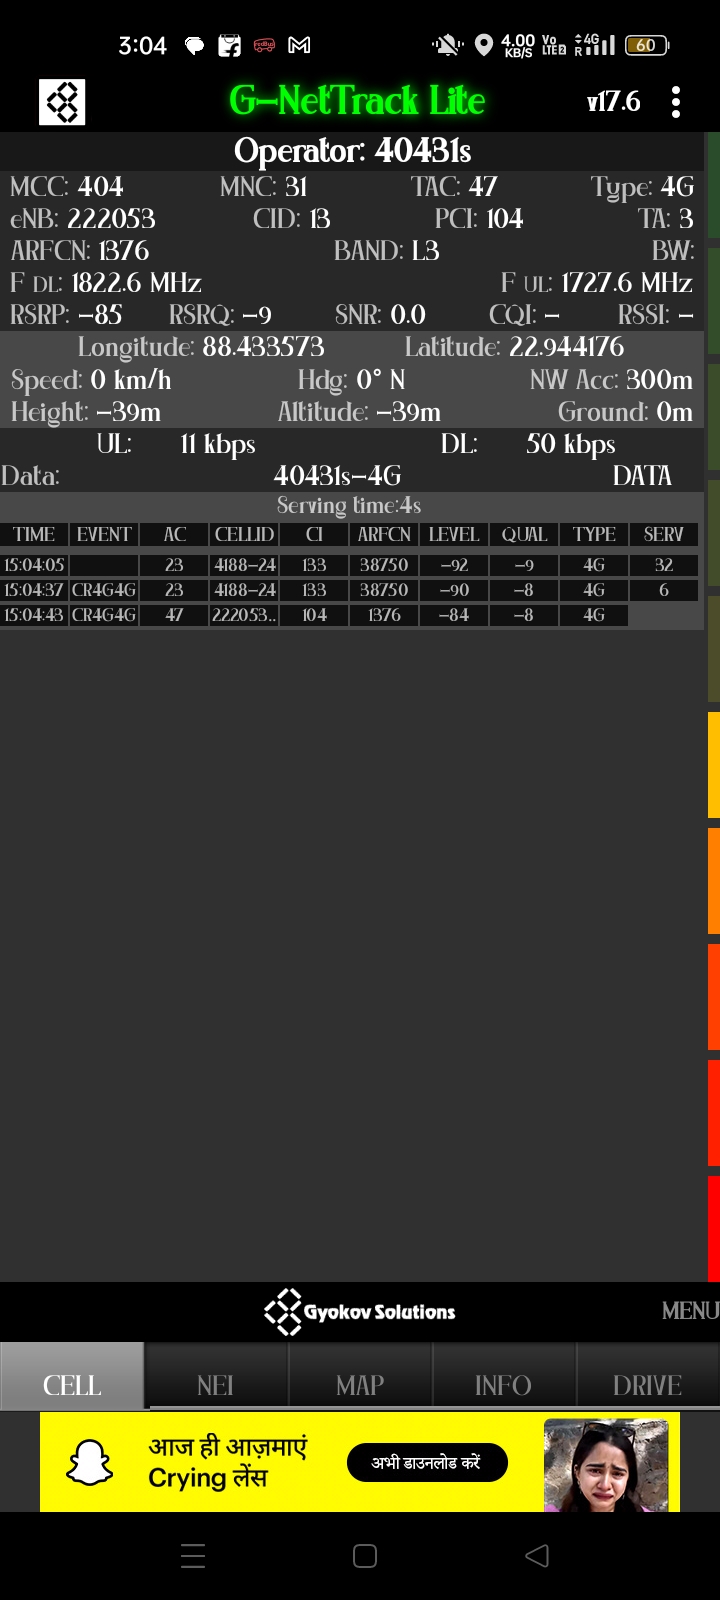 3:04 redBus 4.00 KB/S Vo LTE2 4G R 60
G-NetTrack Lite v17.6
Operator: 40431s
MCC: 404 MNC: 31 TAC: 47 Type: 4G
eNB: 222053 CID: 13 PCI: 104 TA: 3
ARFCN: 1376 BAND: L3 BW:
F DL: 1822.6 MHz F UL: 1727.6 MHz
RSRP: -85 RSRQ: -9 SNR: 0.0 CQI: - RSSI: -
Longitude: 88.433573 Latitude: 22.944176
Speed: 0 km/h Hdg: 0° N NW Acc: 300m
Height: -39m Altitude: -39m Ground: 0m
UL: 11 kbps DL: 50 kbps
Data: 40431s-4G DATA
Serving time:4s
TIME EVENT AC CELLID CI ARFCN LEVEL QUAL TYPE SERV
15:04:05 23 4188-24 133 38750 -92 -9 4G 32
15:04:37 CR4G4G 23 4188-24 133 38750 -90 -8 4G 6
15:04:43 CR4G4G 47 222053.. 104 1376 -84 -8 4G
Gyokov Solutions MENU
CELL NEI MAP INFO DRIVE
आज ही आज़माएं
Crying लेंस
अभी डाउनलोड करें